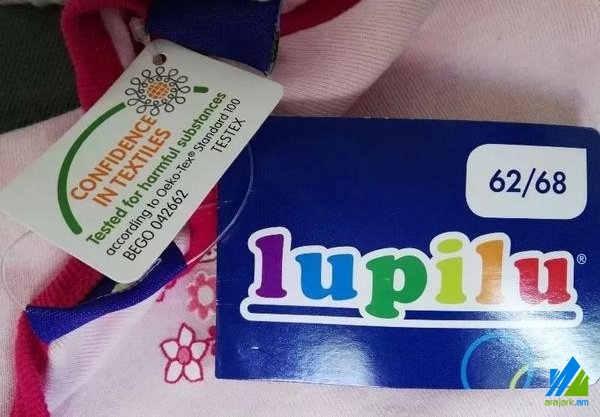 CONFIDENCE
IN TEXTILES
Tested for harmful substances
according to Oeko-Tex® Standard 100
BEGO 042662 TESTEX
62/68
lupilu®
arajark.am